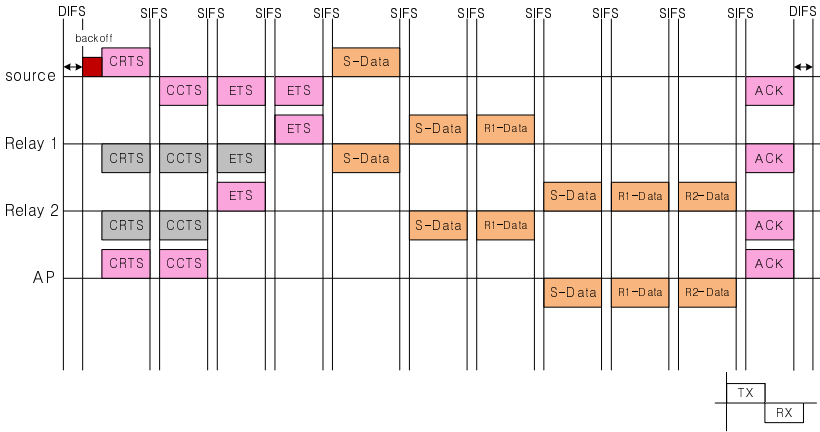 DIFS SIFS SIFS SIFS SIFS SIFS SIFS SIFS SIFS SIFS SIFS DIFS
backoff
CRTS S-Data
source
CCTS ETS ETS ACK
ETS S-Data R1-Data
Relay 1
CRTS CCTS ETS S-Data ACK
ETS S-Data R1-Data R2-Data
Relay 2
CRTS CCTS S-Data R1-Data ACK
CRTS CCTS ACK
AP
S-Data R1-Data R2-Data
TX
RX